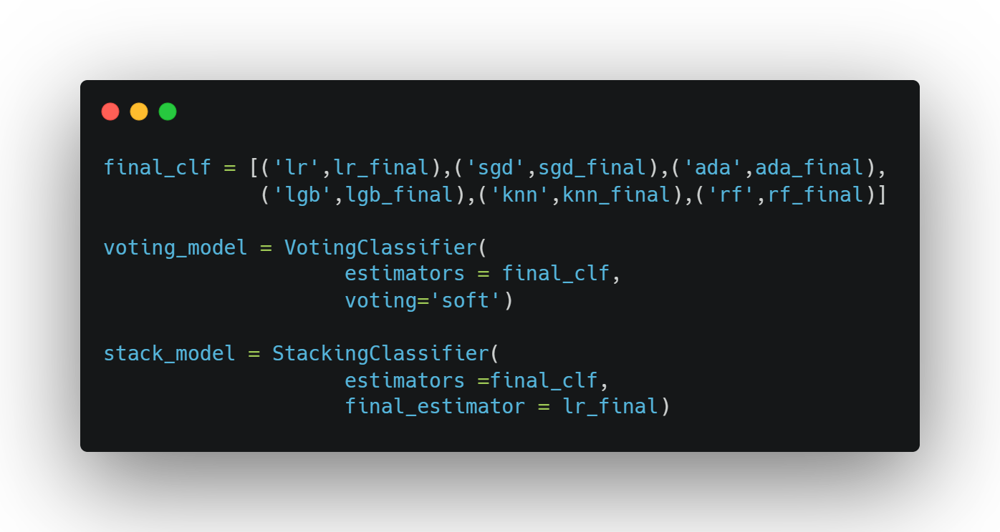 final_clf = [('lr',lr_final),('sgd',sgd_final),('ada',ada_final),
('lgb',lgb_final),('knn',knn_final),('rf',rf_final)]
voting_model = VotingClassifier(
estimators = final_clf,
voting='soft')
stack_model = StackingClassifier(
estimators =final_clf,
final_estimator = lr_final)